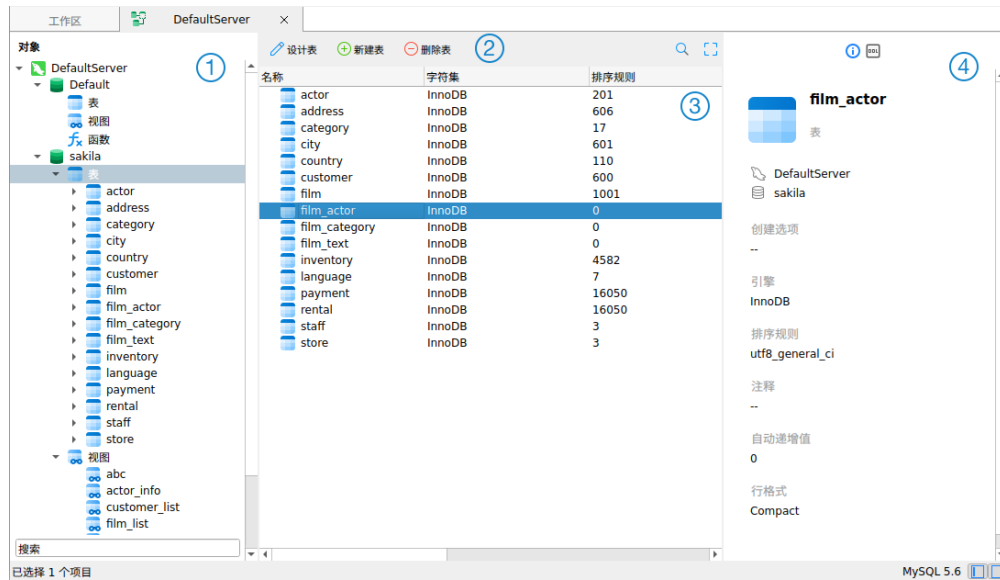 工作区
DefaultServer
对象
①
DefaultServer
Default
表
视图
函数
sakila
表
actor
address
category
city
country
customer
film
film_actor
film_category
film_text
inventory
language
payment
rental
staff
store
视图
abc
actor_info
customer_list
film_list
搜索
设计表 新建表 删除表 ②
名称 字符集 排序规则
③
actor InnoDB 201
address InnoDB 606
category InnoDB 17
city InnoDB 601
country InnoDB 110
customer InnoDB 600
film InnoDB 1001
film_actor InnoDB 0
film_category InnoDB 0
film_text InnoDB 0
inventory InnoDB 4582
language InnoDB 7
payment InnoDB 16050
rental InnoDB 16050
staff InnoDB 3
store InnoDB 3
DDL
④
film_actor
表
DefaultServer
sakila
创建选项
--
引擎
InnoDB
排序规则
utf8_general_ci
注释
--
自动递增值
0
行格式
Compact
已选择 1 个项目
MySQL 5.6